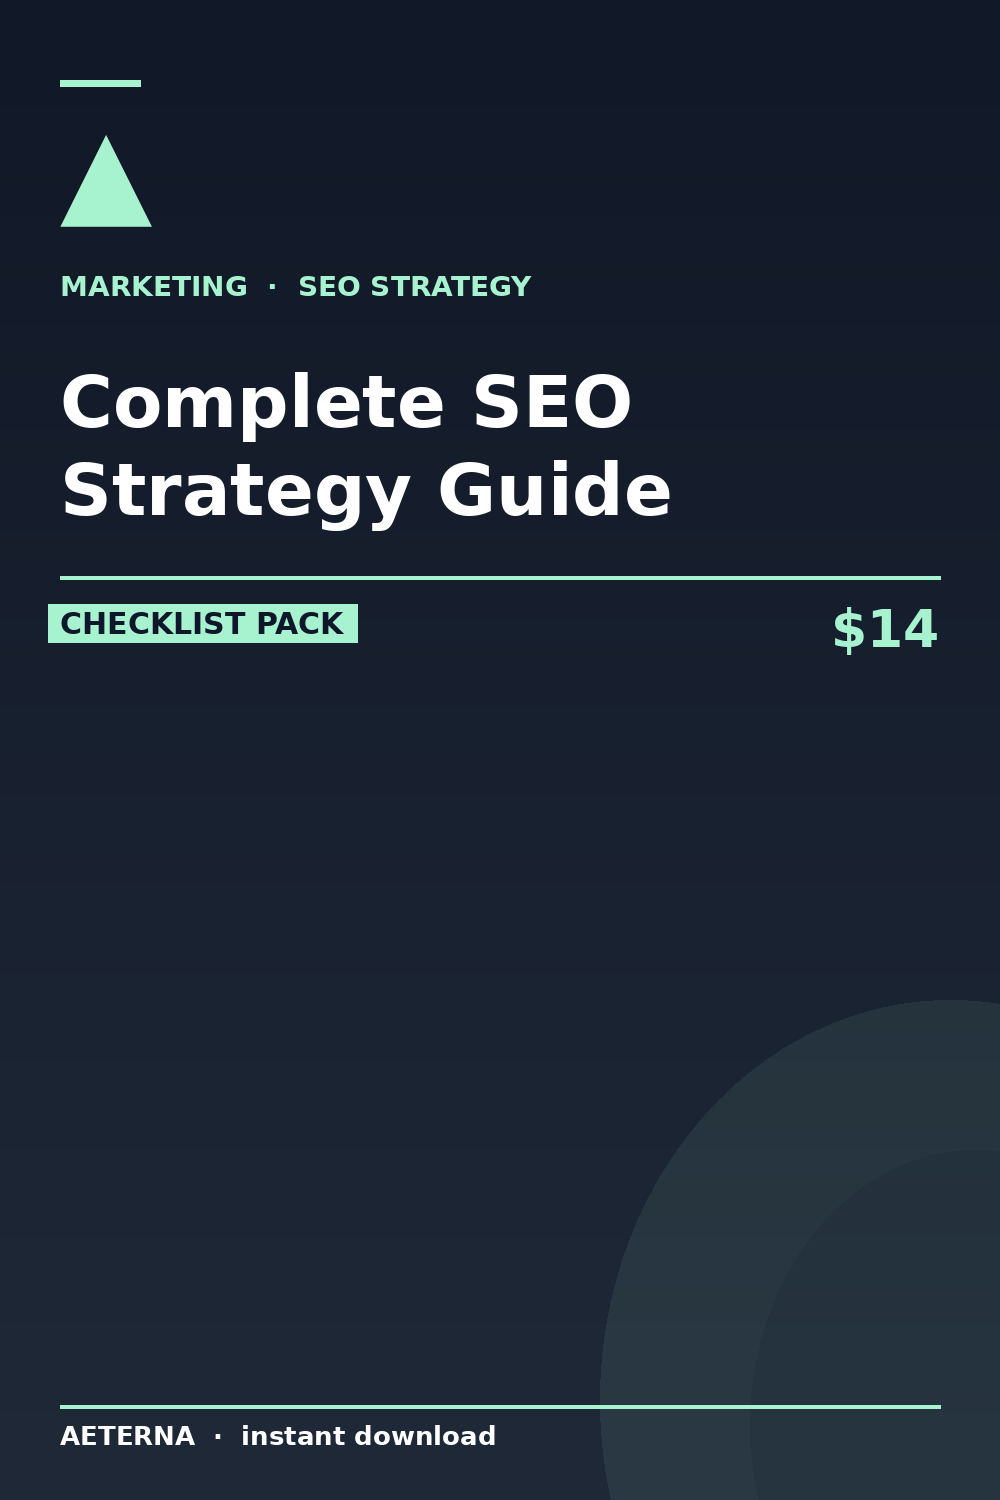 MARKETING · SEO STRATEGY
Complete SEO
Strategy Guide
CHECKLIST PACK
$14
AETERNA · instant download